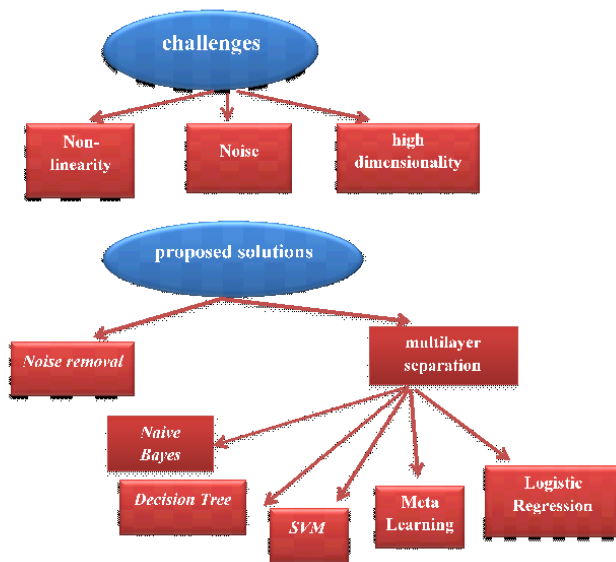 challenges
Non-
linearity
Noise
high
dimensionality
proposed solutions
Noise removal
multilayer
separation
Naive
Bayes
Decision Tree
SVM
Meta
Learning
Logistic
Regression